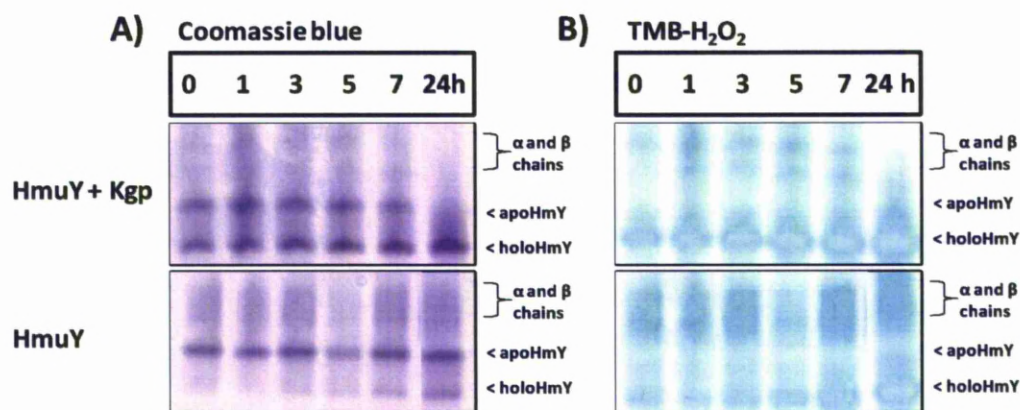 A) Coomassie blue
0 1 3 5 7 24h
HmuY + Kgp
α and β
chains
< apoHmY
< holoHmY
HmuY
α and β
chains
< apoHmY
< holoHmY
B) TMB-H₂O₂
0 1 3 5 7 24 h
α and β
chains
< apoHmY
< holoHmY
α and β
chains
< apoHmY
< holoHmY